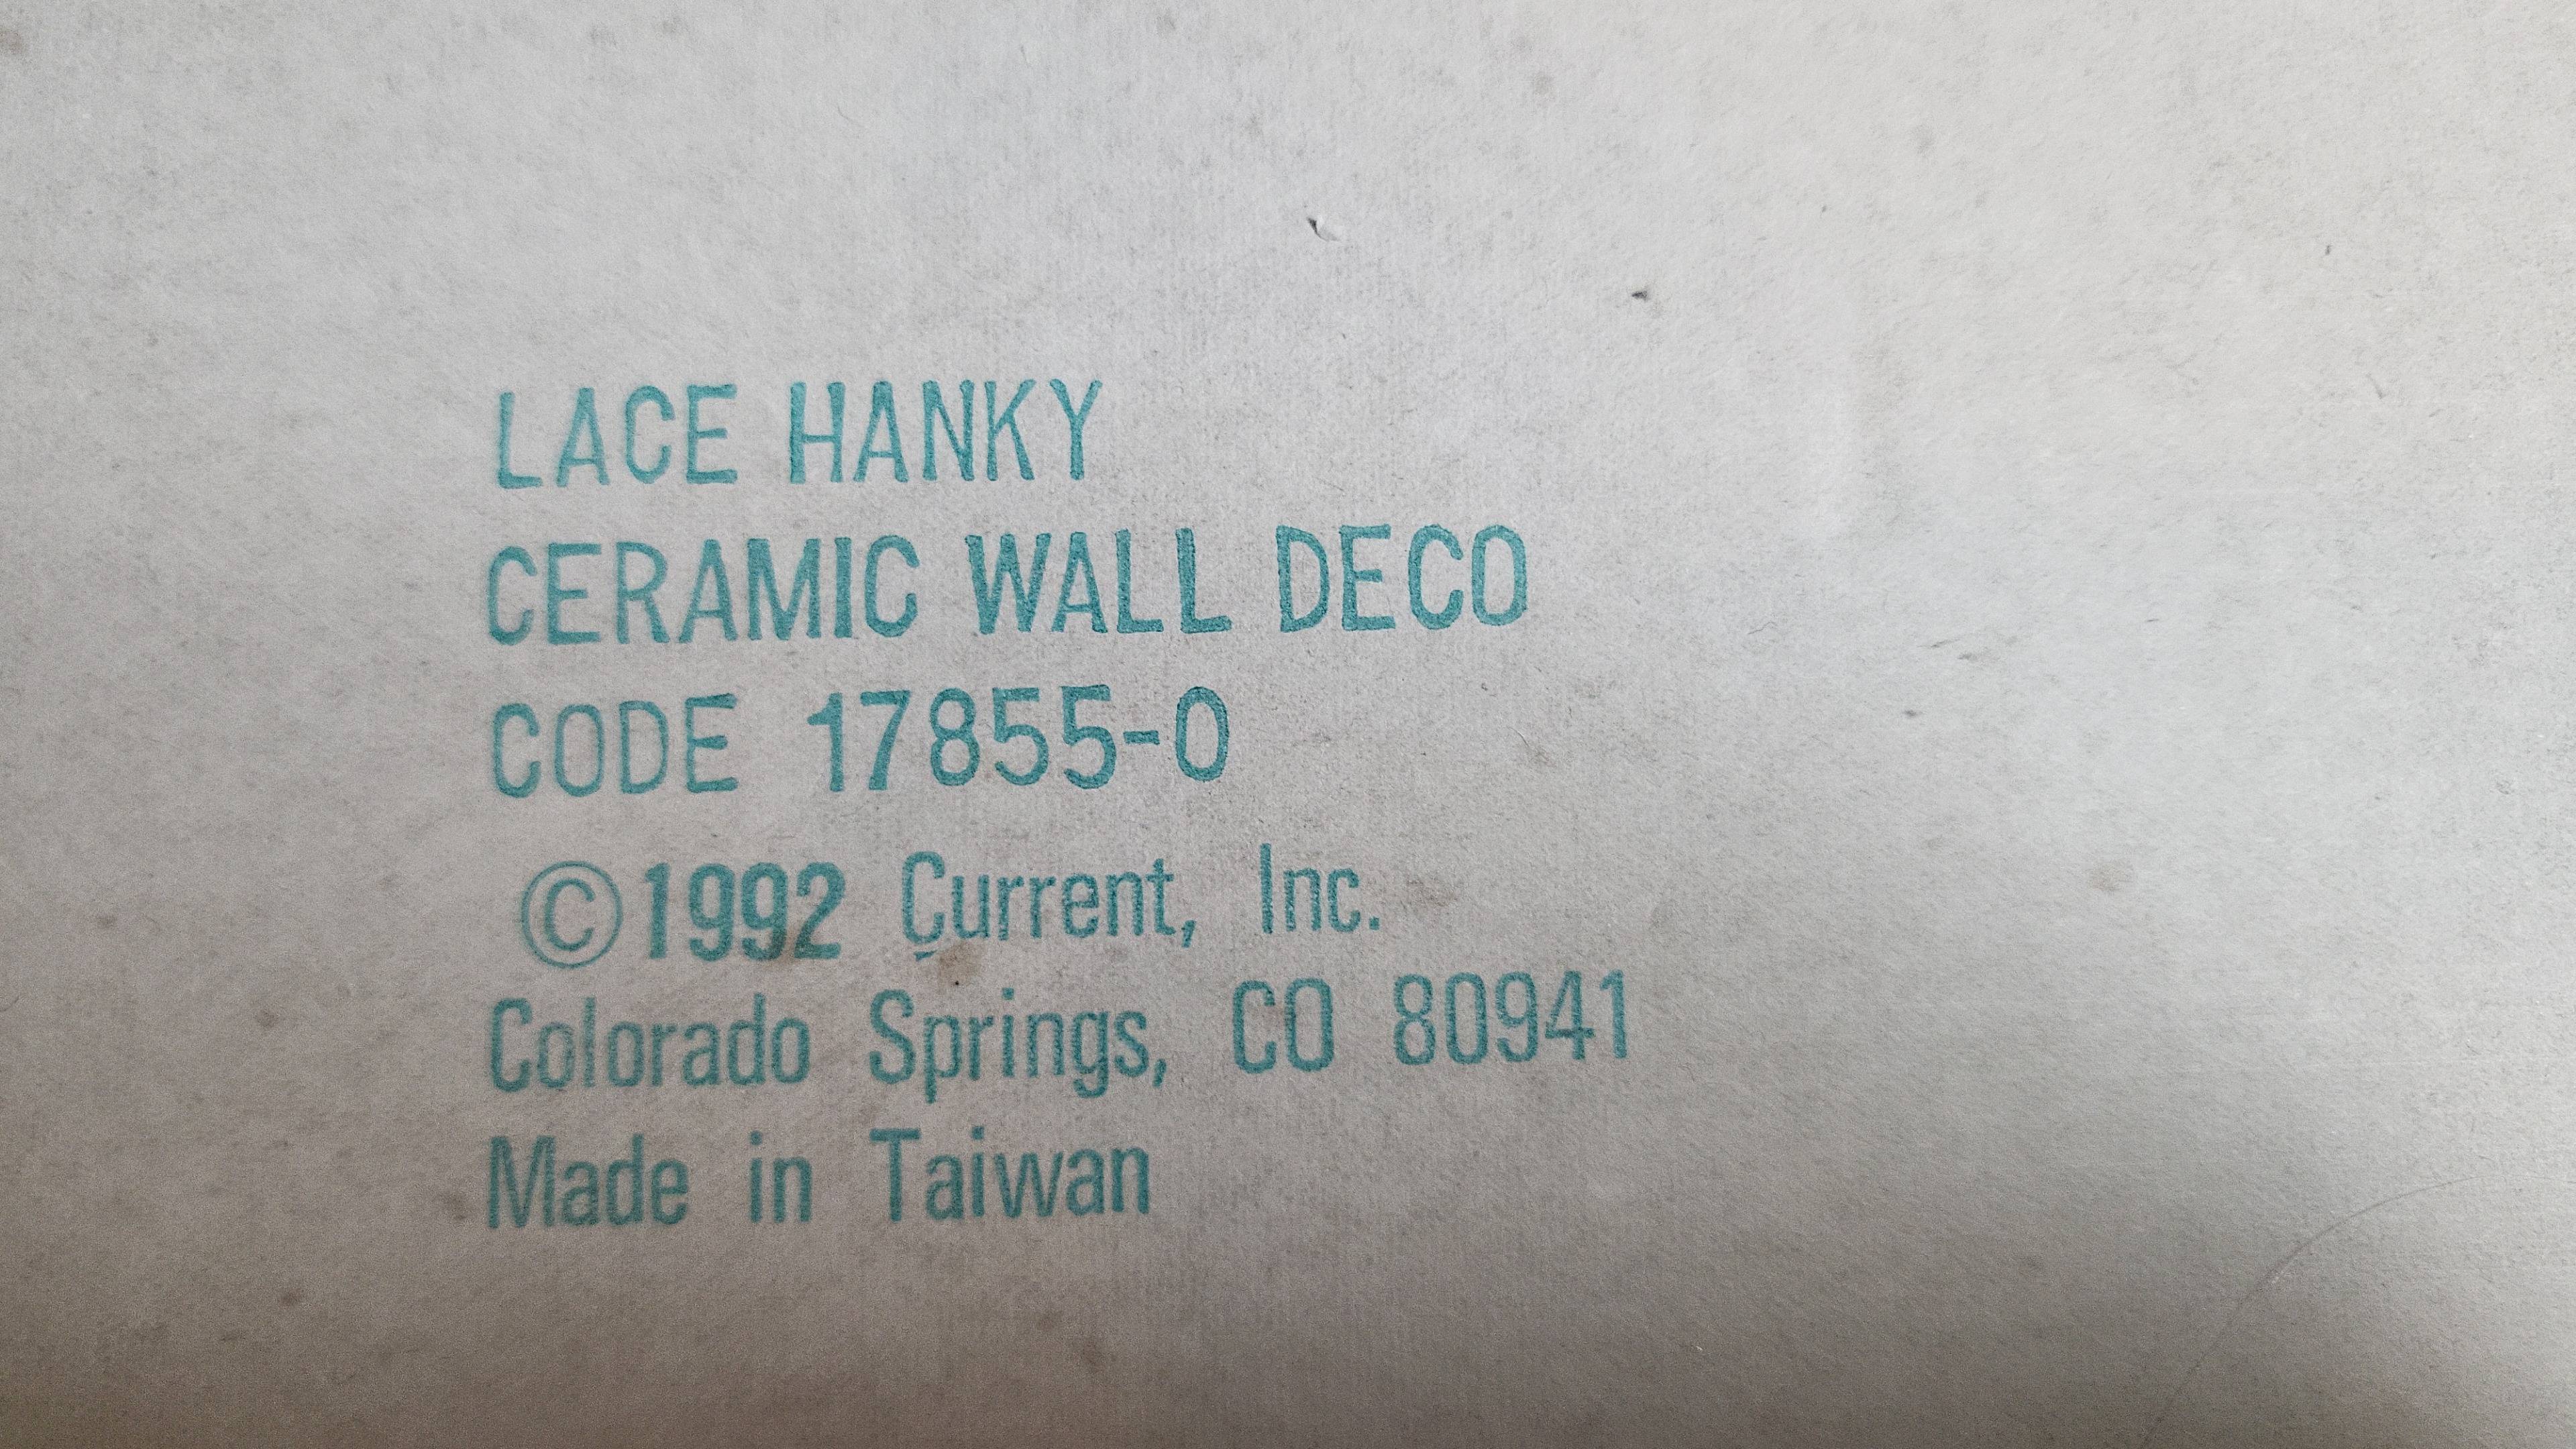 LACE HANKY
CERAMIC WALL DECO
CODE 17855-0
©1992 Current, Inc.
Colorado Springs, CO 80941
Made in Taiwan